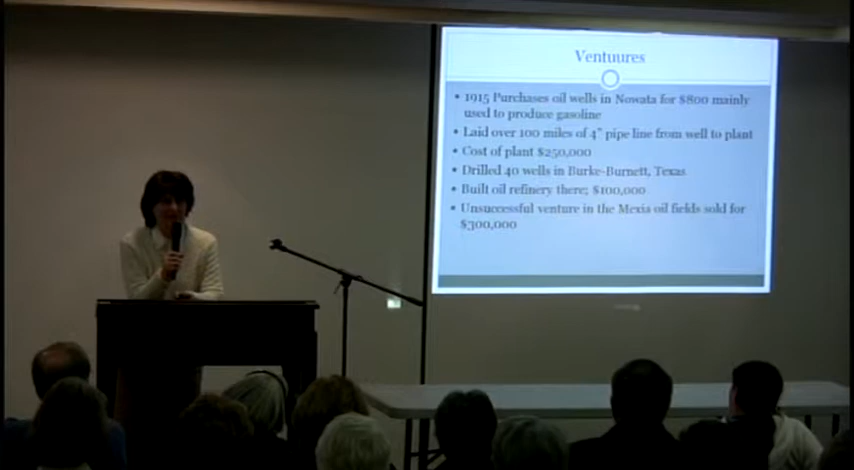 Ventuures
• 1915 Purchases oil wells in Nowata for $800 mainly
used to produce gasoline
• Laid over 100 miles of 4" pipe line from well to plant
• Cost of plant $250,000
• Drilled 40 wells in Burke-Burnett, Texas
• Built oil refinery there; $100,000
• Unsuccessful venture in the Mexia oil fields sold for
$300,000